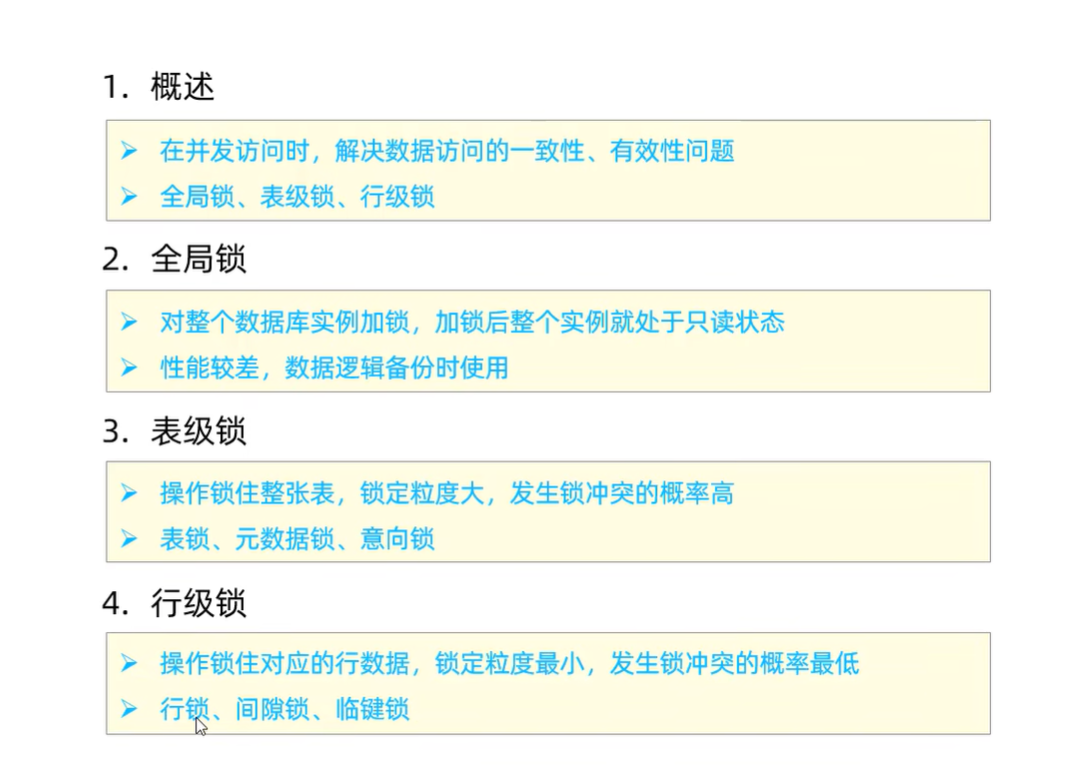 1. 概述
➢ 在并发访问时，解决数据访问的一致性、有效性问题
➢ 全局锁、表级锁、行级锁
2. 全局锁
➢ 对整个数据库实例加锁，加锁后整个实例就处于只读状态
➢ 性能较差，数据逻辑备份时使用
3. 表级锁
➢ 操作锁住整张表，锁定粒度大，发生锁冲突的概率高
➢ 表锁、元数据锁、意向锁
4. 行级锁
➢ 操作锁住对应的行数据，锁定粒度最小，发生锁冲突的概率最低
➢ 行锁、间隙锁、临键锁